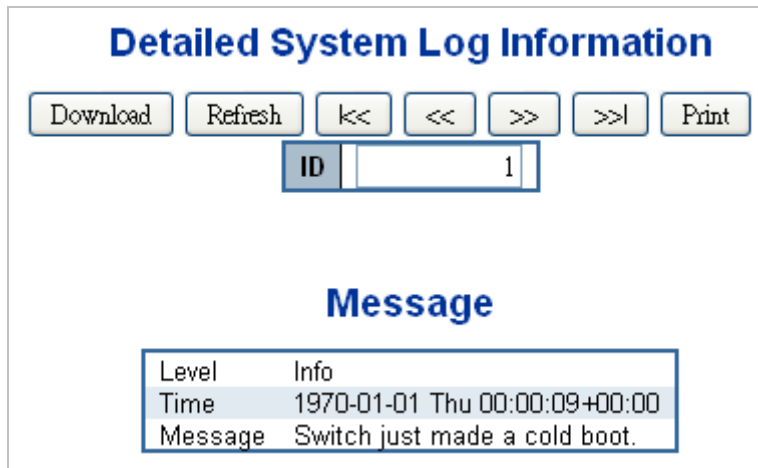 Detailed System Log Information
Download Refresh |<< << >> >>| Print
ID 1
Message
Level Info
Time 1970-01-01 Thu 00:00:09+00:00
Message Switch just made a cold boot.